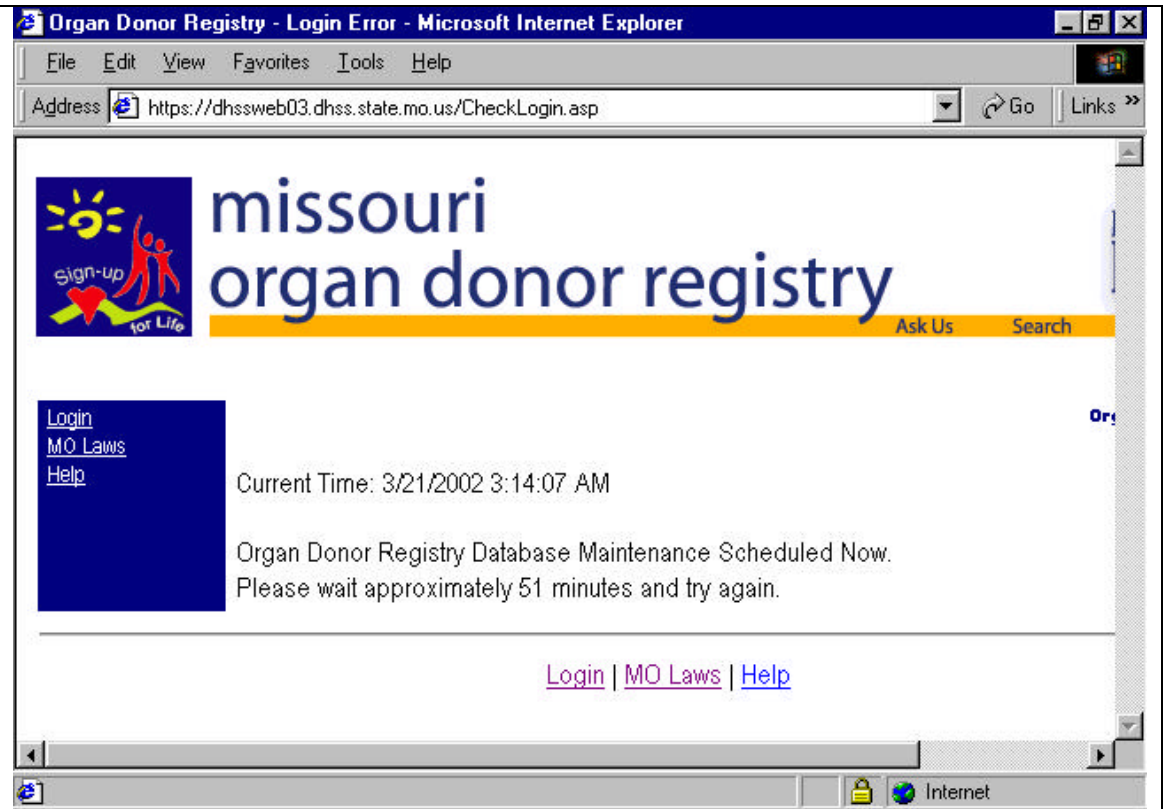 Organ Donor Registry - Login Error - Microsoft Internet Explorer
File Edit View Favorites Tools Help
Address https://dhssweb03.dhss.state.mo.us/CheckLogin.asp Go Links »
missouri
organ donor registry
Sign-up
for Life
Ask Us Search
Login
MO Laws
Help
Current Time: 3/21/2002 3:14:07 AM
Organ Donor Registry Database Maintenance Scheduled Now.
Please wait approximately 51 minutes and try again.
Login | MO Laws | Help
Internet